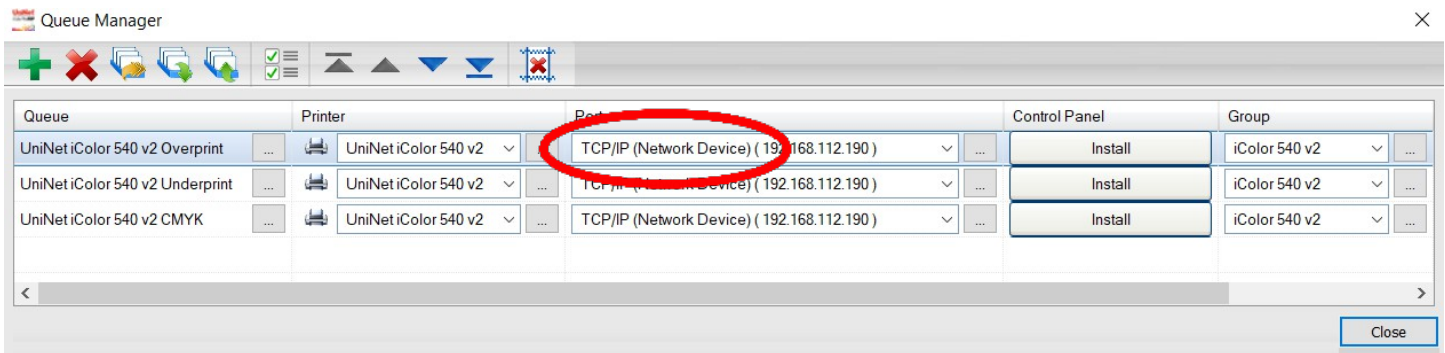 Queue Manager
Queue Printer Port Control Panel Group
UniNet iColor 540 v2 Overprint ... UniNet iColor 540 v2 TCP/IP (Network Device) ( 192.168.112.190 ) ... Install iColor 540 v2 ...
UniNet iColor 540 v2 Underprint ... UniNet iColor 540 v2 ... TCP/IP (Network Device) ( 192.168.112.190 ) ... Install iColor 540 v2 ...
UniNet iColor 540 v2 CMYK ... UniNet iColor 540 v2 ... TCP/IP (Network Device) ( 192.168.112.190 ) ... Install iColor 540 v2 ...
Close